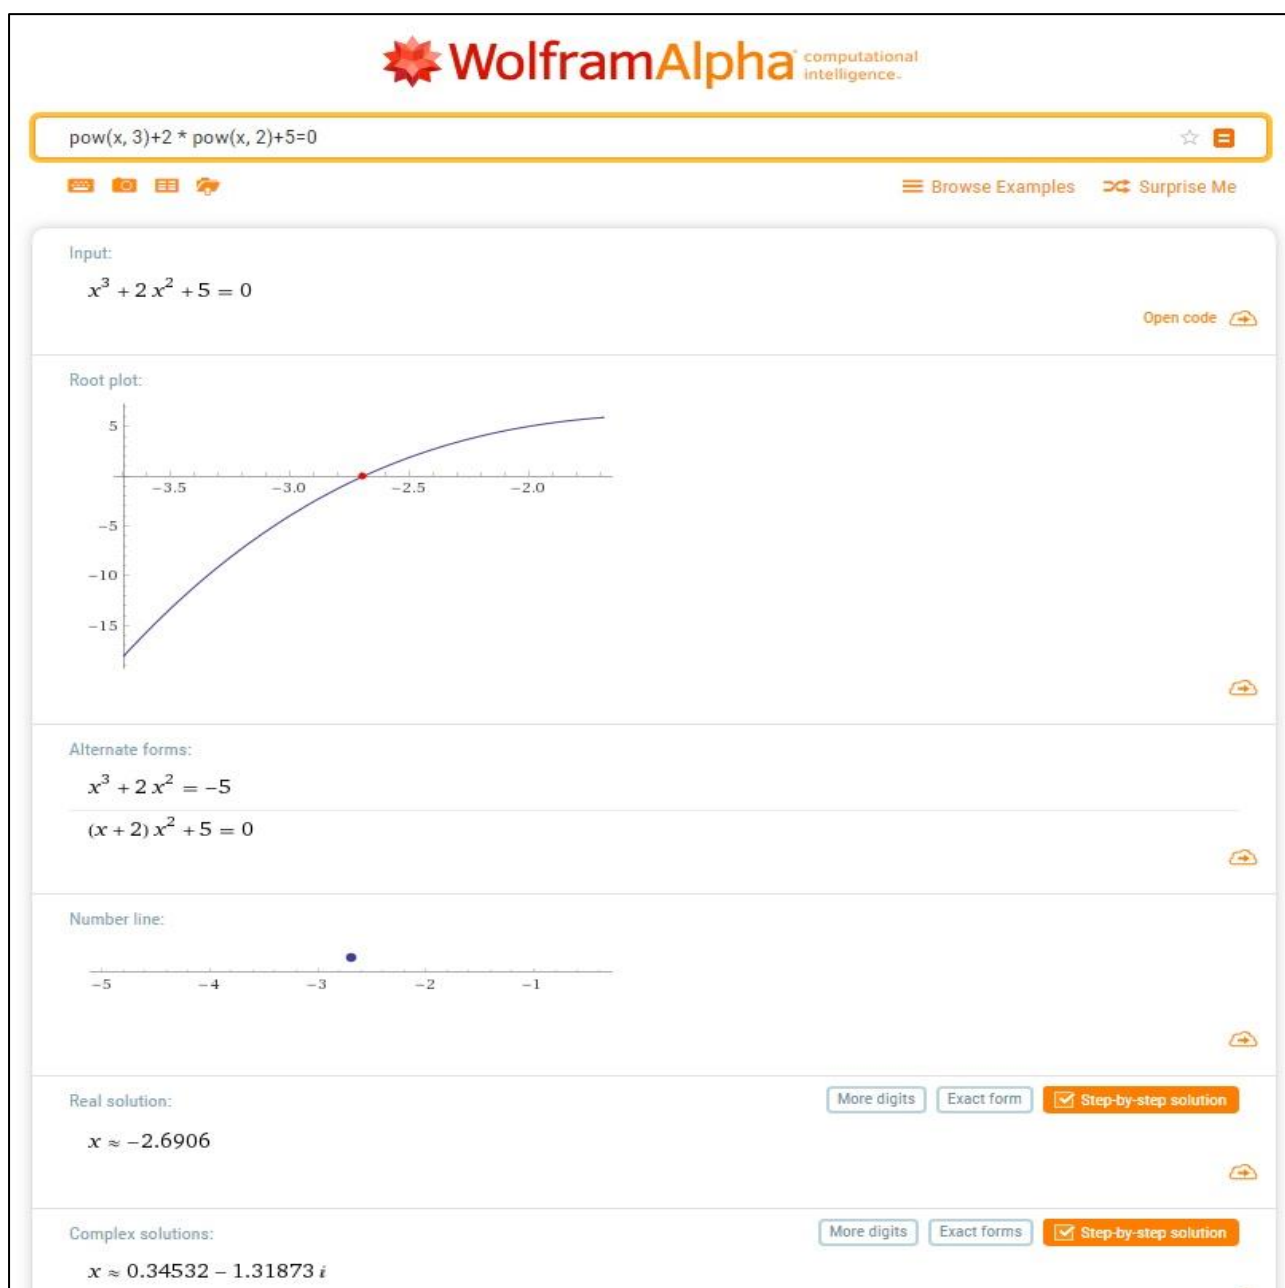 WolframAlpha computational intelligence.
pow(x, 3)+2 * pow(x, 2)+5=0
Browse Examples Surprise Me
Input:
x³ + 2 x² + 5 = 0
Open code
Root plot:
5
−3.5 −3.0 −2.5 −2.0
−5
−10
−15
Alternate forms:
x³ + 2 x² = −5
(x + 2) x² + 5 = 0
Number line:
−5 −4 −3 −2 −1
Real solution: More digits Exact form Step-by-step solution
x ≈ −2.6906
Complex solutions: More digits Exact forms Step-by-step solution
x ≈ 0.34532 − 1.31873 i